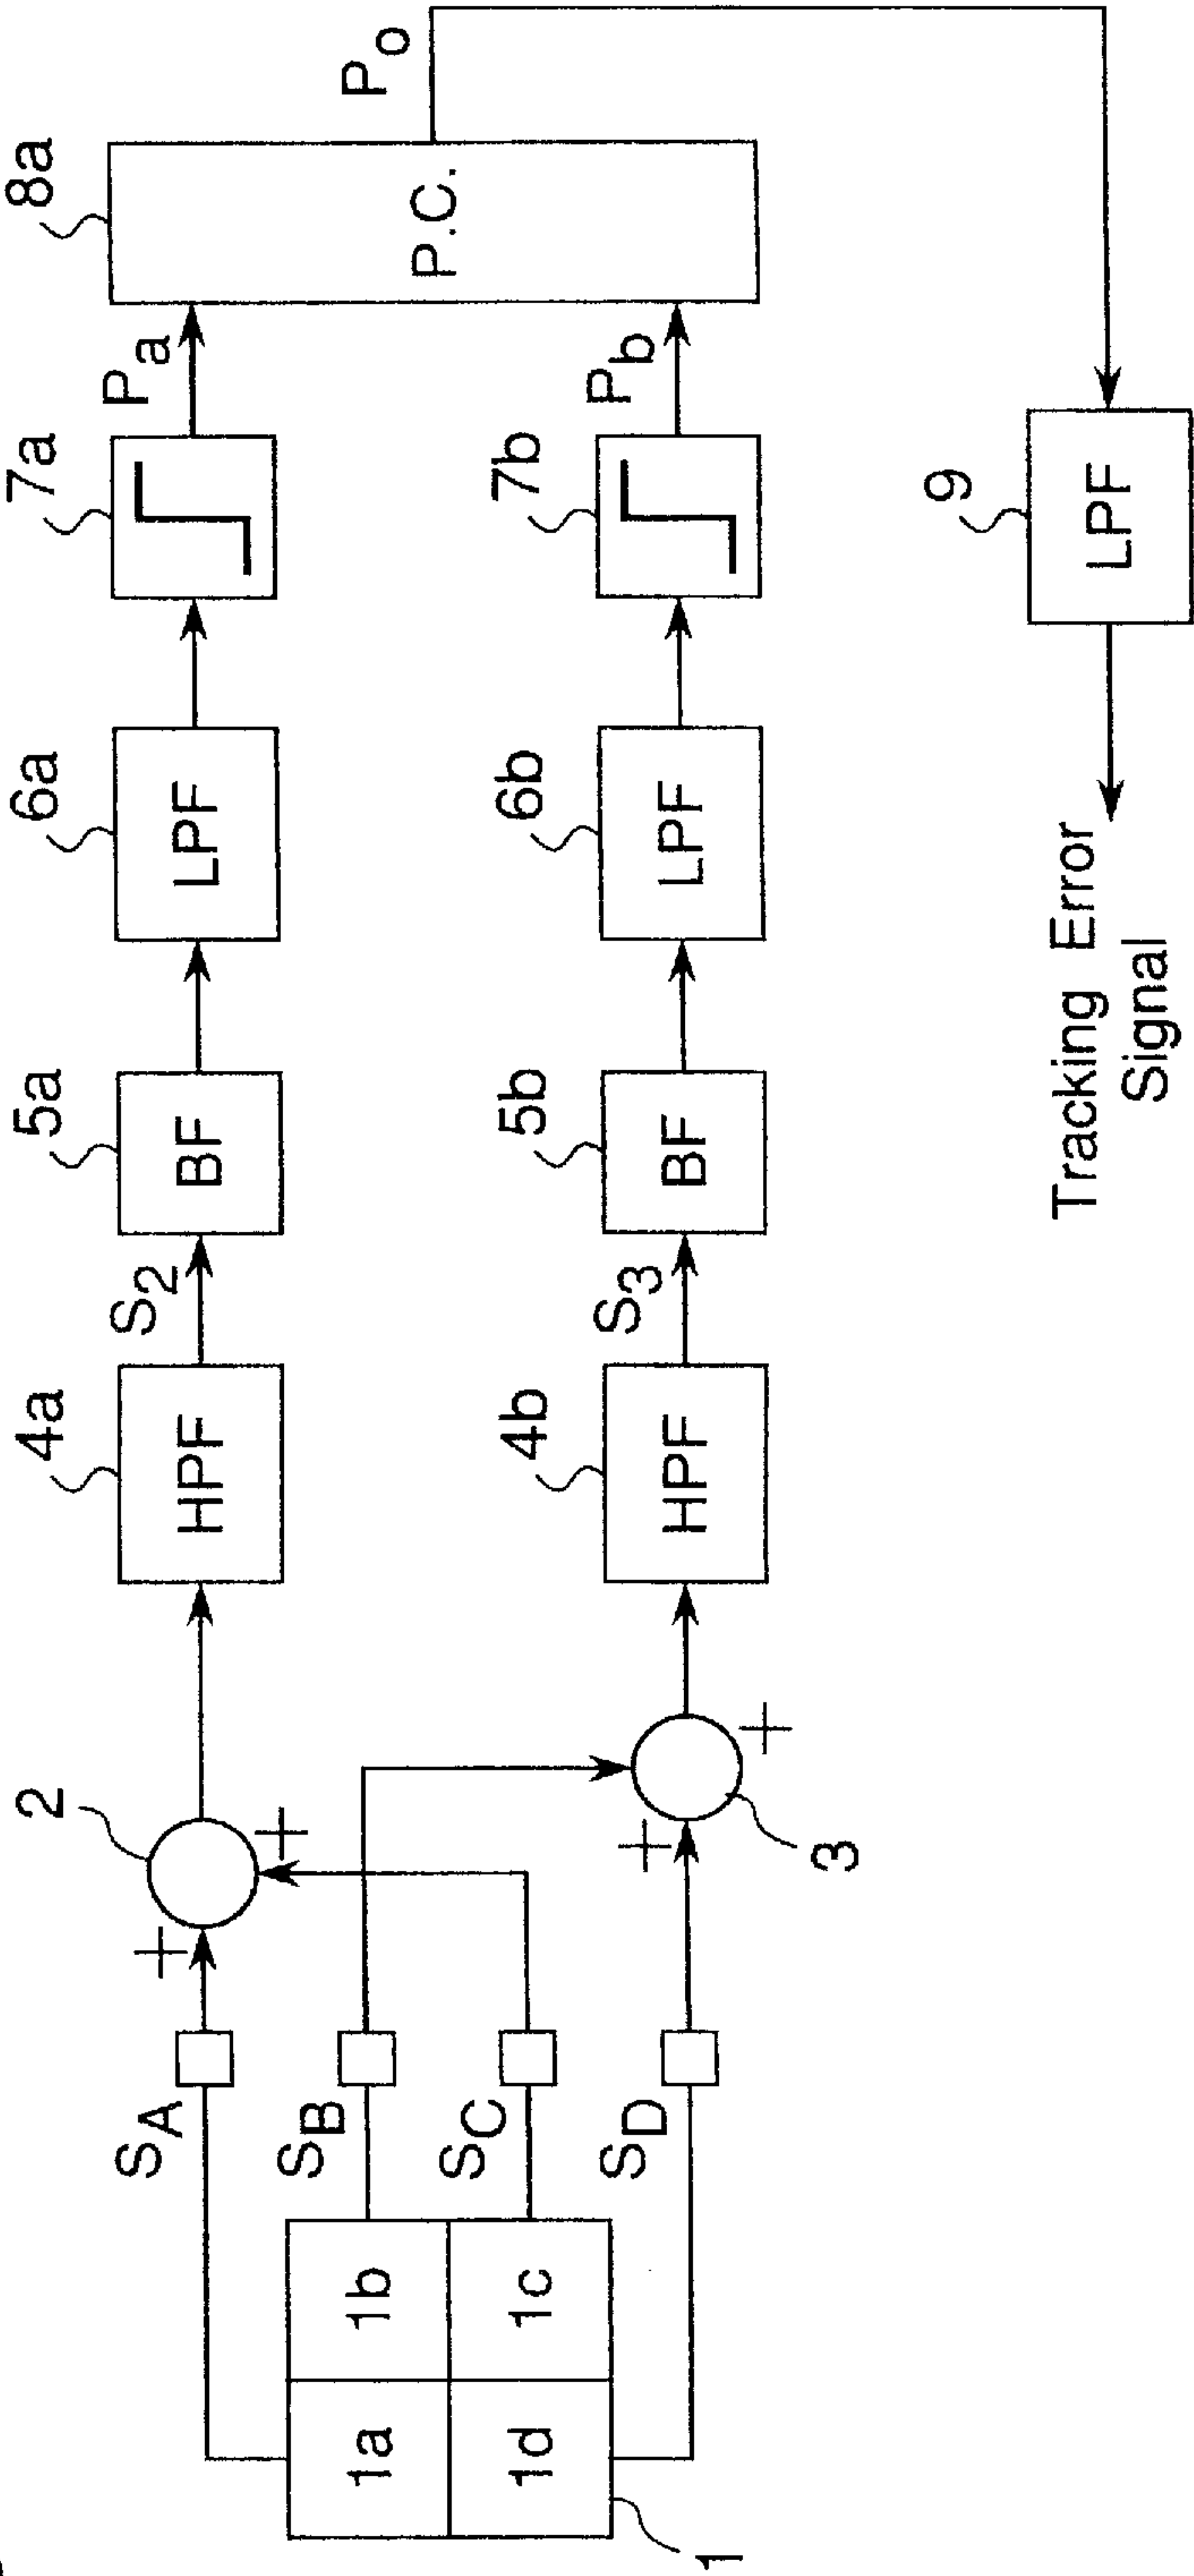 8a
7a
6a
5a
4a
2
P.C.
Pa
LPF
BF
S2
HPF
+
+
SA
Po
7b
6b
5b
4b
Pb
LPF
BF
S3
HPF
+
+
3
SB
SC
SD
1a
1b
1c
1d
1
9
LPF
Tracking Error
Signal